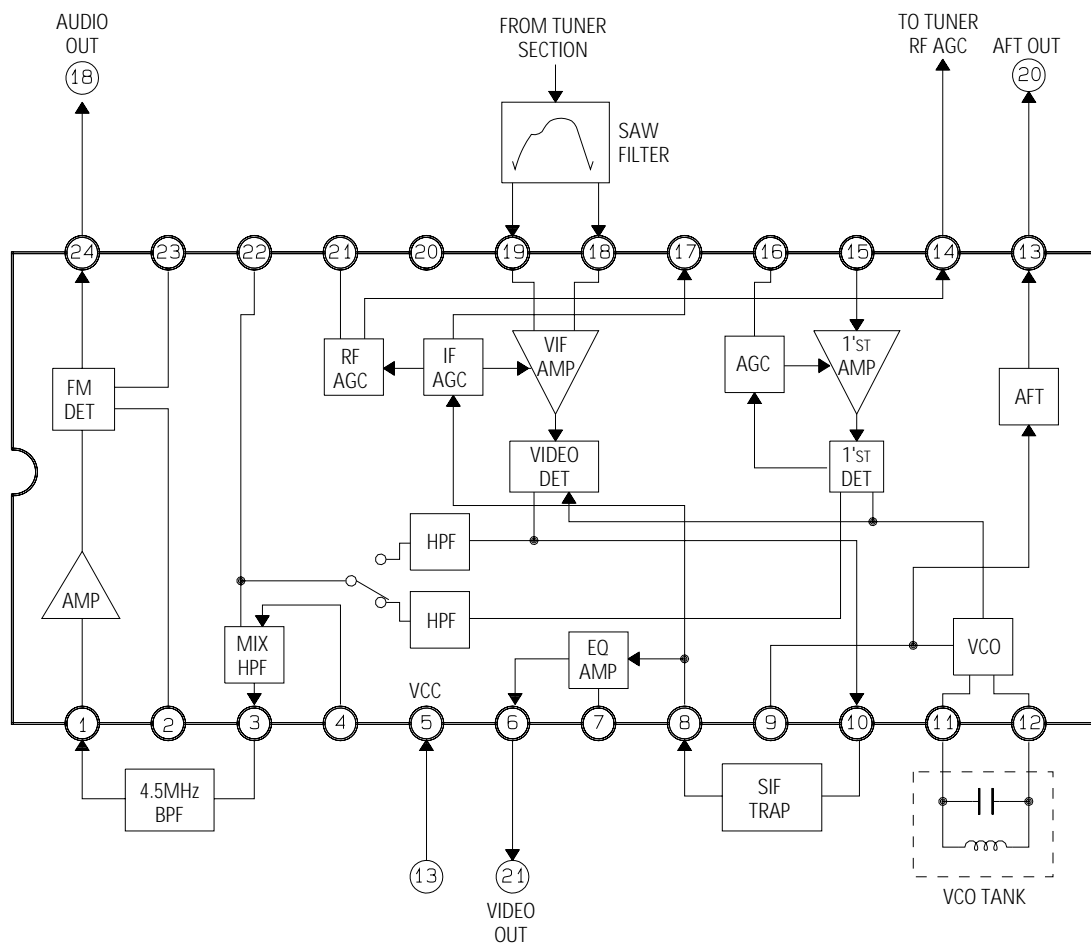 AUDIO
OUT
18
FROM TUNER
SECTION
TO TUNER
RF AGC
AFT OUT
20
SAW
FILTER
24
23
22
21
20
19
18
17
16
15
14
13
FM
DET
RF
AGC
IF
AGC
VIF
AMP
AGC
1'ST
AMP
AFT
VIDEO
DET
1'ST
DET
HPF
HPF
AMP
MIX
HPF
EQ
AMP
VCO
VCC
1
2
3
4
5
6
7
8
9
10
11
12
4.5MHz
BPF
SIF
TRAP
13
21
VIDEO
OUT
VCO TANK